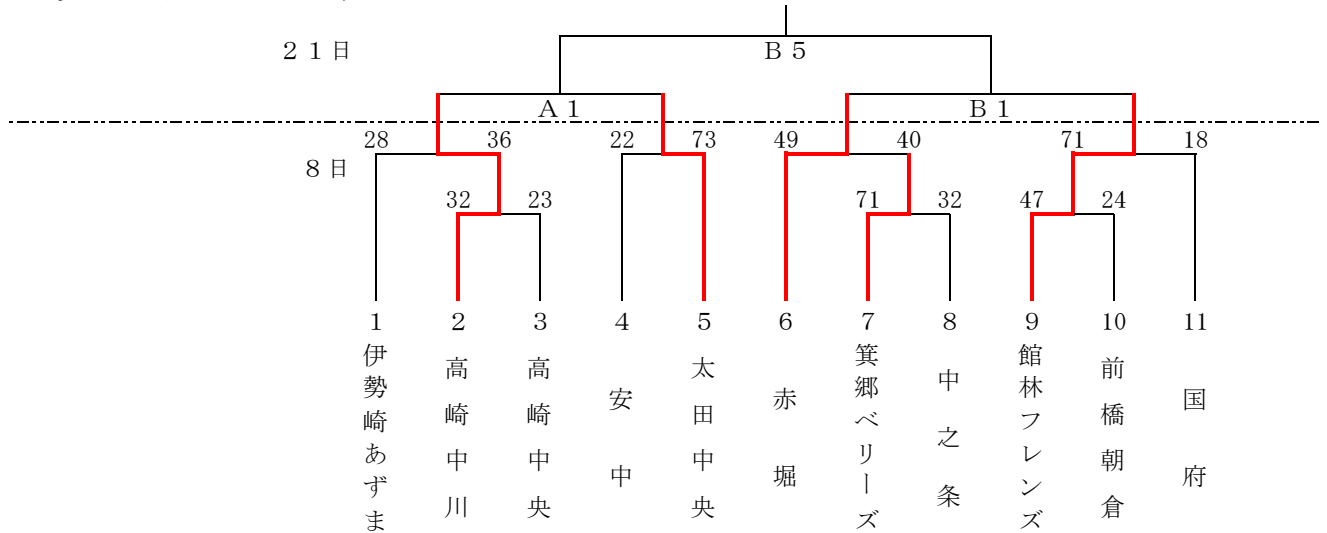 ２１日
Ｂ５
Ａ１
Ｂ１
28 36 22 73 49 40 71 18
８日
32 23 71 32 47 24
１ ２ ３ ４ ５ ６ ７ ８ ９ 10 11
伊勢崎あずま
高崎中川
高崎中央
安中
太田中央
赤堀
箕郷ベリーズ
中之条
館林フレンズ
前橋朝倉
国府